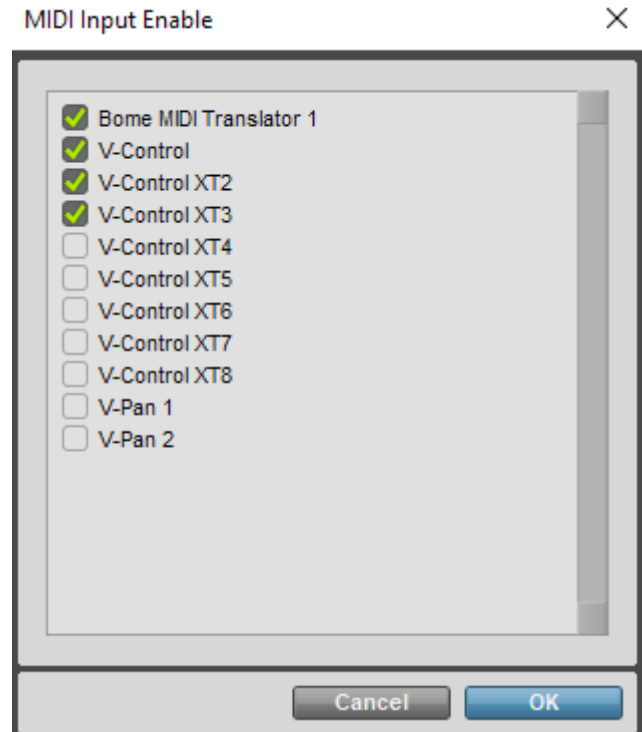 MIDI Input Enable
Bome MIDI Translator 1
V-Control
V-Control XT2
V-Control XT3
V-Control XT4
V-Control XT5
V-Control XT6
V-Control XT7
V-Control XT8
V-Pan 1
V-Pan 2
Cancel OK